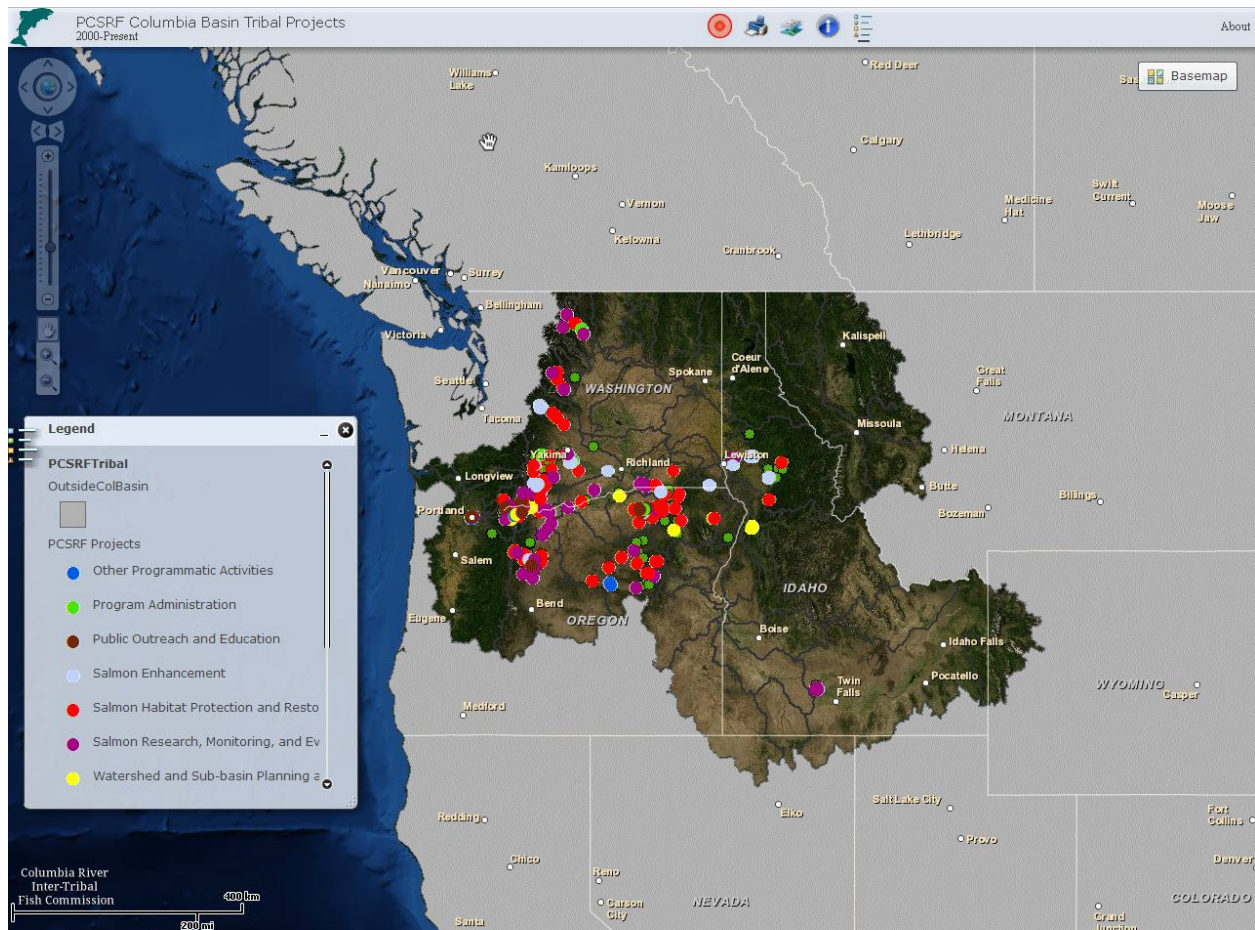 PCSRF Columbia Basin Tribal Projects
2000-Present
About
Basemap
Williams
Lake
Red Deer
Calgary
Kamloops
Vernon
Kelowna
Cranbrook
Medicine
Hat
Swift
Current
Moose
Jaw
Lethbridge
Vancouver
Surrey
Nanaimo
Bellingham
Victoria
Kalispell
Seattle
Spokane
Coeur
d'Alene
Great
Falls
WASHINGTON
MONTANA
Tacoma
Missoula
Helena
Yakima
Richland
Lewiston
Longview
Butte
Billings
Bozeman
Portland
Salem
IDAHO
Bend
Eugene
OREGON
Boise
Idaho Falls
Pocatello
Twin
Falls
WYOMING
Casper
Medford
Salt Lake City
Elko
Fort
Collins
Redding
Provo
Chico
Reno
Denver
Carson
City
NEVADA
COLORADO
Santa
Grand
Legend
PCSRFTribal
OutsideColBasin
PCSRF Projects
Other Programmatic Activities
Program Administration
Public Outreach and Education
Salmon Enhancement
Salmon Habitat Protection and Resto
Salmon Research, Monitoring, and Ev
Watershed and Sub-basin Planning a
Columbia River
Inter-Tribal
Fish Commission
400 km
200 mi